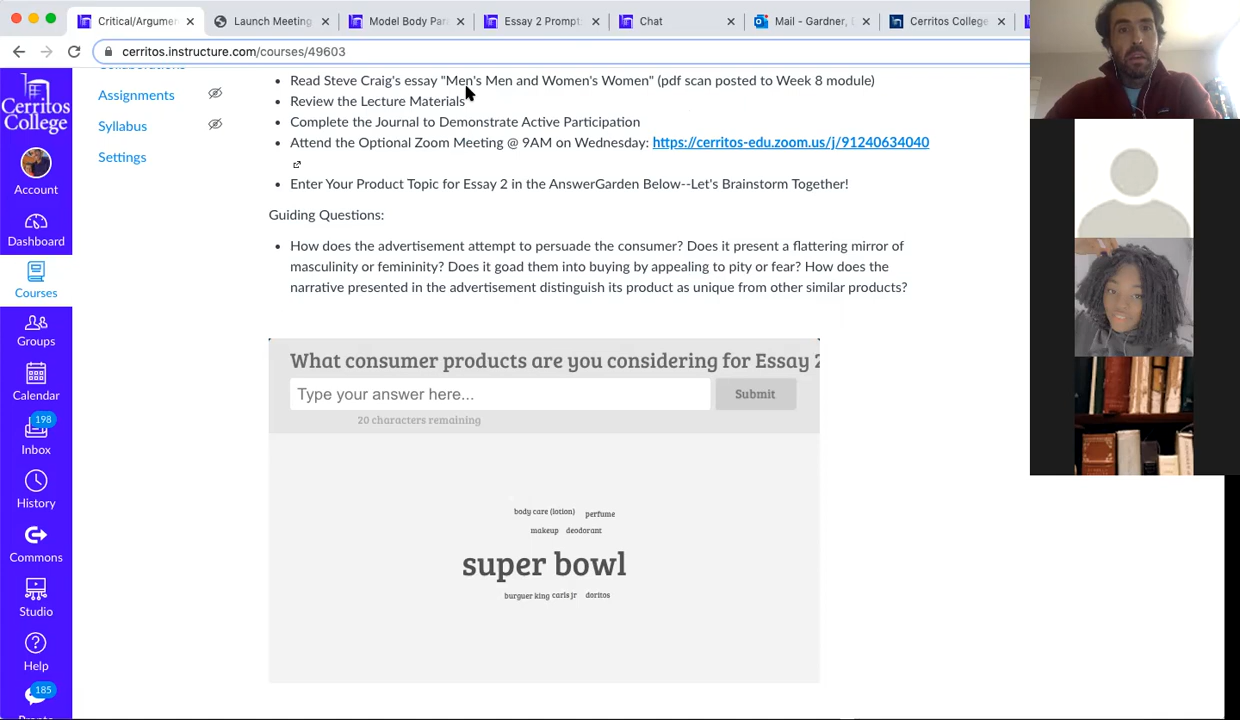 Critical/Argumen
Launch Meeting
Model Body Par
Essay 2 Prompt
Chat
Mail - Gardner,
Cerritos College
cerritos.instructure.com/courses/49603
Cerritos
College
Account
Dashboard
Courses
Groups
Calendar
198
Inbox
History
Commons
Studio
Help
185
Assignments
Syllabus
Settings
Read Steve Craig's essay "Men's Men and Women's Women" (pdf scan posted to Week 8 module)
Review the Lecture Materials
Complete the Journal to Demonstrate Active Participation
Attend the Optional Zoom Meeting @ 9AM on Wednesday: https://cerritos-edu.zoom.us/j/91240634040
Enter Your Product Topic for Essay 2 in the AnswerGarden Below--Let's Brainstorm Together!
Guiding Questions:
How does the advertisement attempt to persuade the consumer? Does it present a flattering mirror of
masculinity or femininity? Does it goad them into buying by appealing to pity or fear? How does the
narrative presented in the advertisement distinguish its product as unique from other similar products?
What consumer products are you considering for Essay 2
Type your answer here...
Submit
20 characters remaining
body care (lotion) perfume
makeup deodorant
super bowl
burguer king carls jr doritos